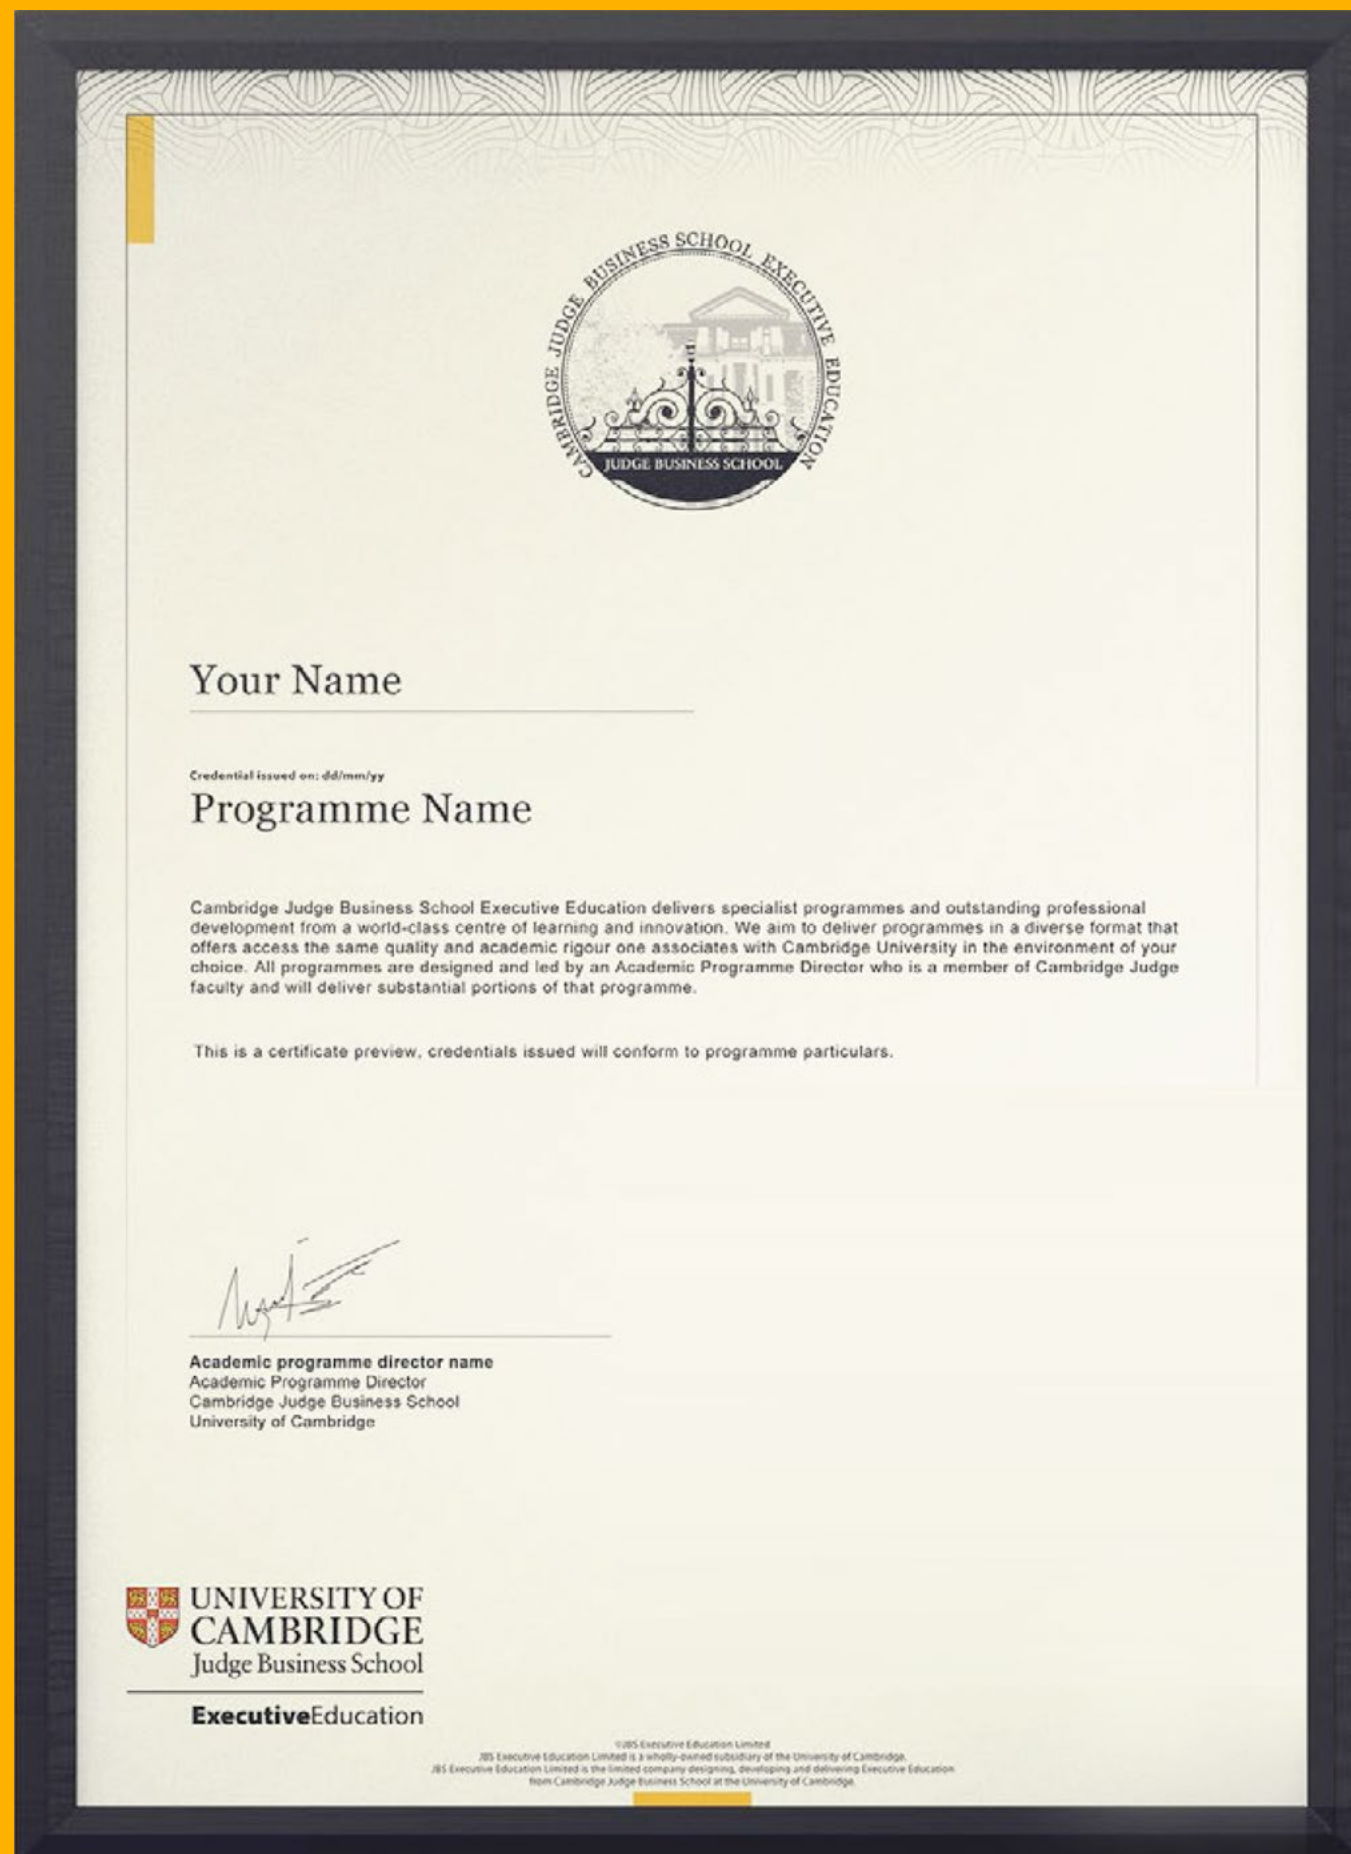 CAMBRIDGE JUDGE BUSINESS SCHOOL EXECUTIVE EDUCATION
JUDGE BUSINESS SCHOOL
Your Name
Credential issued on: dd/mm/yy
Programme Name
Cambridge Judge Business School Executive Education delivers specialist programmes and outstanding professional
development from a world-class centre of learning and innovation. We aim to deliver programmes in a diverse format that
offers access the same quality and academic rigour one associates with Cambridge University in the environment of your
choice. All programmes are designed and led by an Academic Programme Director who is a member of Cambridge Judge
faculty and will deliver substantial portions of that programme.
This is a certificate preview, credentials issued will conform to programme particulars.
Academic programme director name
Academic Programme Director
Cambridge Judge Business School
University of Cambridge
UNIVERSITY OF
CAMBRIDGE
Judge Business School
ExecutiveEducation
©JBS Executive Education Limited
JBS Executive Education Limited is a wholly-owned subsidiary of the University of Cambridge.
JBS Executive Education Limited is the limited company designing, developing and delivering Executive Education
from Cambridge Judge Business School at the University of Cambridge.